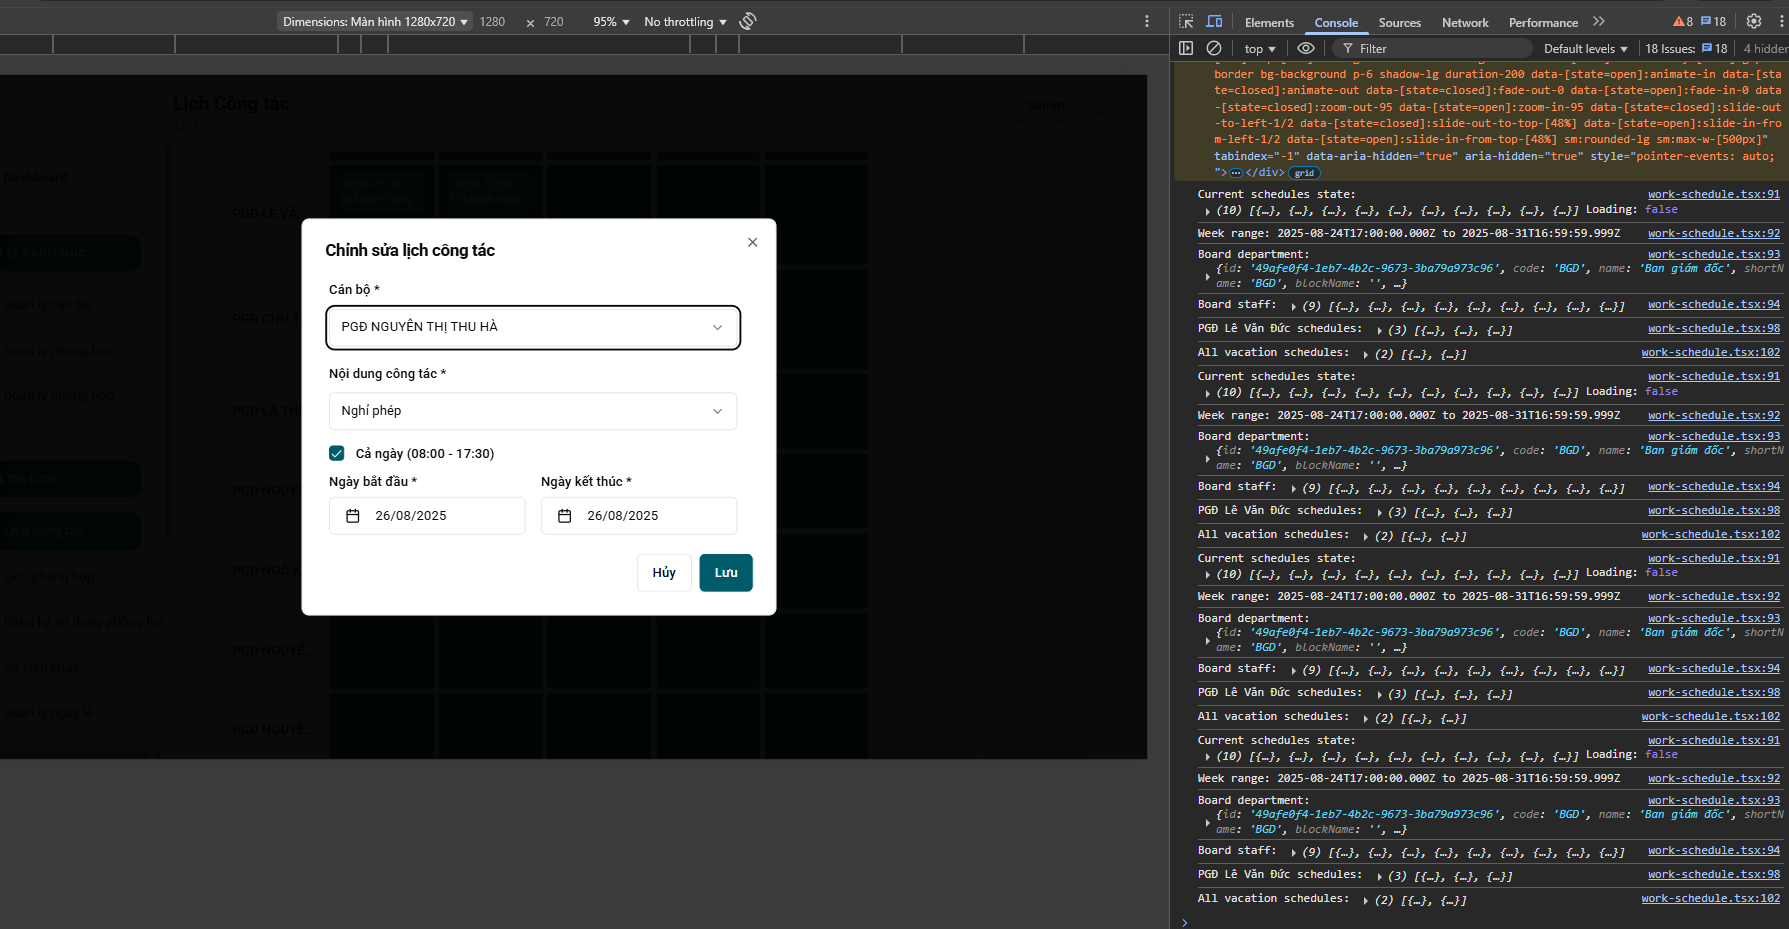 Dimensions: Màn hình 1280x720 ▼ 1280 × 720 95% ▼ No throttling ▼
Lịch Công tác
admin
Dashboard
Quản lý cán bộ
Quản lý phòng ban
Quản lý phòng họp
Lịch công tác
Lịch phòng họp
Đăng ký sử dụng phòng họp
Sự kiện khác
Quản lý ngày lễ
PGĐ LÊ VĂ...
PGĐ CHU T
PGĐ LÃ TH
PGĐ NGUY
PGĐ NGÔ K
PGĐ NGUYÊ...
PGĐ NGUYÊ...
Chỉnh sửa lịch công tác
Cán bộ *
PGĐ NGUYỄN THỊ THU HÀ
Nội dung công tác *
Nghỉ phép
Cả ngày (08:00 - 17:30)
Ngày bắt đầu *
Ngày kết thúc *
26/08/2025
26/08/2025
Hủy
Lưu
Elements Console Sources Network Performance 8 18
top ▼ Filter Default levels ▼ 18 Issues: 18 4 hidden
border bg-background p-6 shadow-lg duration-200 data-[state=open]:animate-in data-[sta
te=closed]:animate-out data-[state=closed]:fade-out-0 data-[state=open]:fade-in-0 data
-[state=closed]:zoom-out-95 data-[state=open]:zoom-in-95 data-[state=closed]:slide-out
-to-left-1/2 data-[state=closed]:slide-out-to-top-[48%] data-[state=open]:slide-in-fro
m-left-1/2 data-[state=open]:slide-in-from-top-[48%] sm:rounded-lg sm:max-w-[500px]"
tabindex="-1" data-aria-hidden="true" aria-hidden="true" style="pointer-events: auto;
">⋯</div> grid
Current schedules state: work-schedule.tsx:91
(10) [{…}, {…}, {…}, {…}, {…}, {…}, {…}, {…}, {…}, {…}] Loading: false
Week range: 2025-08-24T17:00:00.000Z to 2025-08-31T16:59:59.999Z work-schedule.tsx:92
Board department: work-schedule.tsx:93
{id: '49afe0f4-1eb7-4b2c-9673-3ba79a973c96', code: 'BGD', name: 'Ban giám đốc', shortN
ame: 'BGD', blockName: '', …}
Board staff: (9) [{…}, {…}, {…}, {…}, {…}, {…}, {…}, {…}, {…}] work-schedule.tsx:94
PGĐ Lê Văn Đức schedules: (3) [{…}, {…}, {…}] work-schedule.tsx:98
All vacation schedules: (2) [{…}, {…}] work-schedule.tsx:102
Current schedules state: work-schedule.tsx:91
(10) [{…}, {…}, {…}, {…}, {…}, {…}, {…}, {…}, {…}, {…}] Loading: false
Week range: 2025-08-24T17:00:00.000Z to 2025-08-31T16:59:59.999Z work-schedule.tsx:92
Board department: work-schedule.tsx:93
{id: '49afe0f4-1eb7-4b2c-9673-3ba79a973c96', code: 'BGD', name: 'Ban giám đốc', shortN
ame: 'BGD', blockName: '', …}
Board staff: (9) [{…}, {…}, {…}, {…}, {…}, {…}, {…}, {…}, {…}] work-schedule.tsx:94
PGĐ Lê Văn Đức schedules: (3) [{…}, {…}, {…}] work-schedule.tsx:98
All vacation schedules: (2) [{…}, {…}] work-schedule.tsx:102
Current schedules state: work-schedule.tsx:91
(10) [{…}, {…}, {…}, {…}, {…}, {…}, {…}, {…}, {…}, {…}] Loading: false
Week range: 2025-08-24T17:00:00.000Z to 2025-08-31T16:59:59.999Z work-schedule.tsx:92
Board department: work-schedule.tsx:93
{id: '49afe0f4-1eb7-4b2c-9673-3ba79a973c96', code: 'BGD', name: 'Ban giám đốc', shortN
ame: 'BGD', blockName: '', …}
Board staff: (9) [{…}, {…}, {…}, {…}, {…}, {…}, {…}, {…}, {…}] work-schedule.tsx:94
PGĐ Lê Văn Đức schedules: (3) [{…}, {…}, {…}] work-schedule.tsx:98
All vacation schedules: (2) [{…}, {…}] work-schedule.tsx:102
Current schedules state: work-schedule.tsx:91
(10) [{…}, {…}, {…}, {…}, {…}, {…}, {…}, {…}, {…}, {…}] Loading: false
Week range: 2025-08-24T17:00:00.000Z to 2025-08-31T16:59:59.999Z work-schedule.tsx:92
Board department: work-schedule.tsx:93
{id: '49afe0f4-1eb7-4b2c-9673-3ba79a973c96', code: 'BGD', name: 'Ban giám đốc', shortN
ame: 'BGD', blockName: '', …}
Board staff: (9) [{…}, {…}, {…}, {…}, {…}, {…}, {…}, {…}, {…}] work-schedule.tsx:94
PGĐ Lê Văn Đức schedules: (3) [{…}, {…}, {…}] work-schedule.tsx:98
All vacation schedules: (2) [{…}, {…}] work-schedule.tsx:102